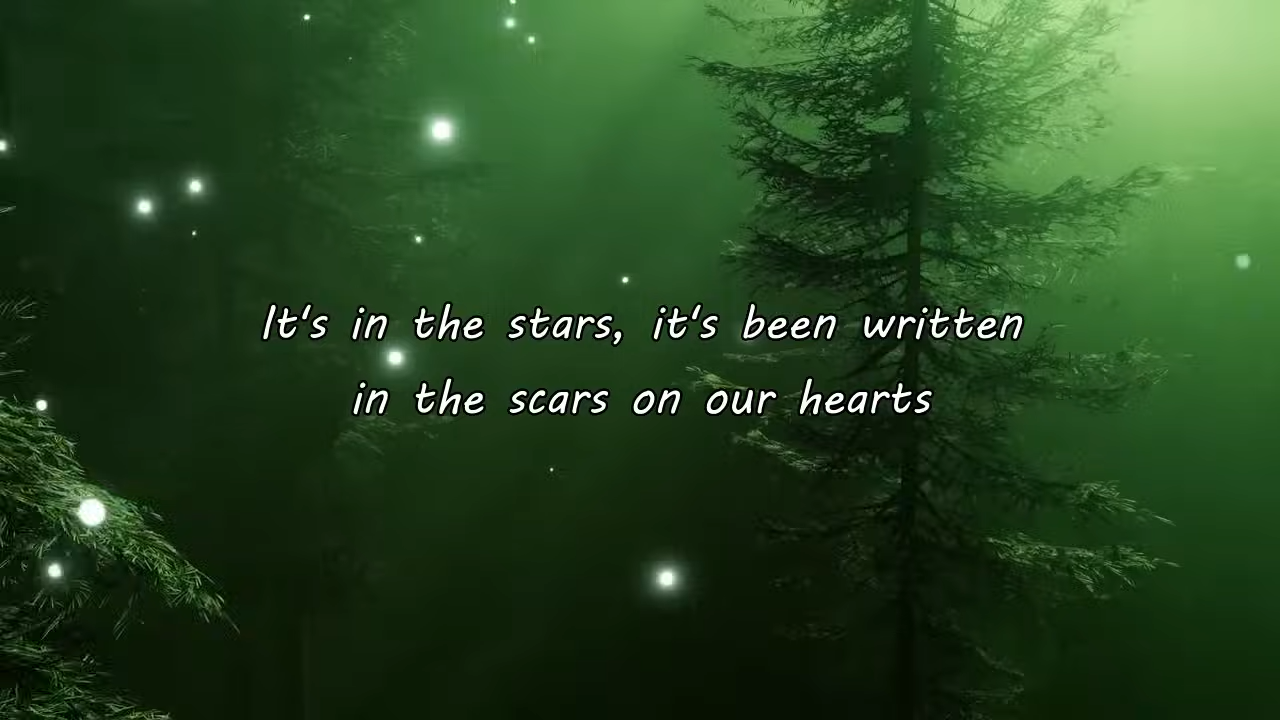 It's in the stars, it's been written
in the scars on our hearts